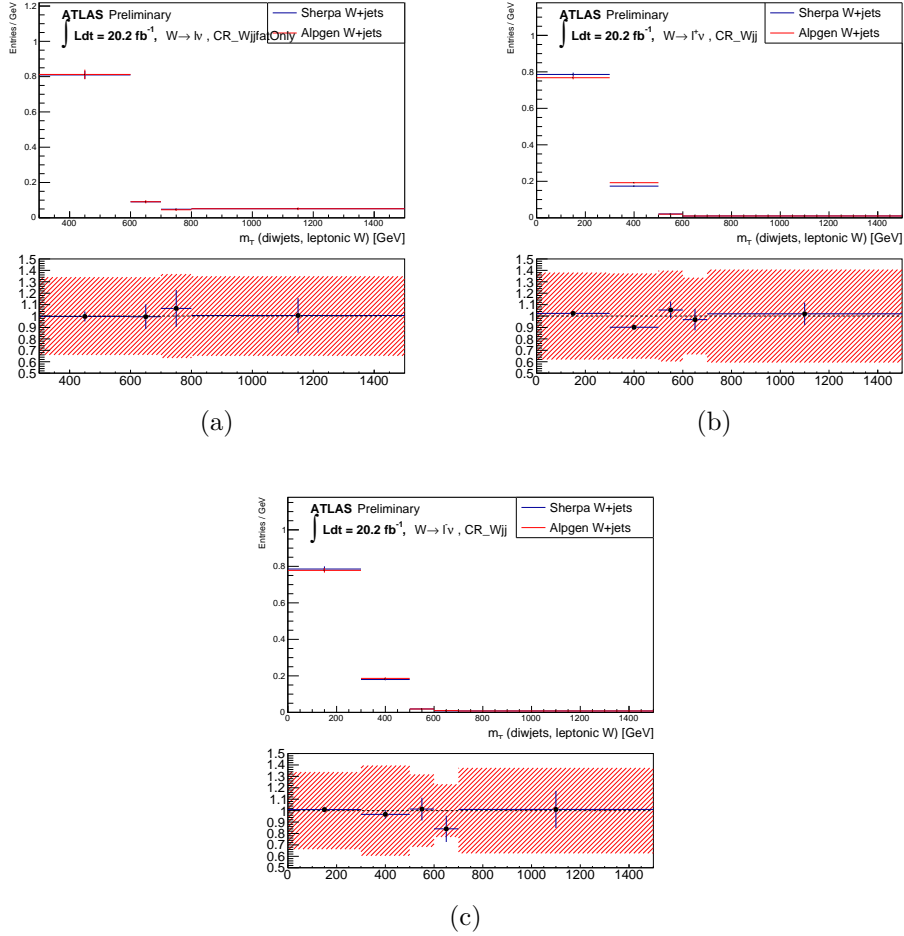 ATLAS Preliminary
∫ Ldt = 20.2 fb⁻¹, W→ lν , CR_WjjfatOnly
Sherpa W+jets
Alpgen W+jets
Entries / GeV
1.2
1
0.8
0.6
0.4
0.2
0
400 600 800 1000 1200 1400
m_T (diwjets, leptonic W) [GeV]
1.5
1.4
1.3
1.2
1.1
1
0.9
0.8
0.7
0.6
0.5
400 600 800 1000 1200 1400
(a)
ATLAS Preliminary
∫ Ldt = 20.2 fb⁻¹, W→ l⁺ν , CR_Wjj
Sherpa W+jets
Alpgen W+jets
Entries / GeV
1
0.8
0.6
0.4
0.2
0
0 200 400 600 800 1000 1200 1400
m_T (diwjets, leptonic W) [GeV]
1.5
1.4
1.3
1.2
1.1
1
0.9
0.8
0.7
0.6
0.5
0 200 400 600 800 1000 1200 1400
(b)
ATLAS Preliminary
∫ Ldt = 20.2 fb⁻¹, W→ l⁻ν , CR_Wjj
Sherpa W+jets
Alpgen W+jets
Entries / GeV
1
0.8
0.6
0.4
0.2
0
0 200 400 600 800 1000 1200 1400
m_T (diwjets, leptonic W) [GeV]
1.5
1.4
1.3
1.2
1.1
1
0.9
0.8
0.7
0.6
0.5
0 200 400 600 800 1000 1200 1400
(c)